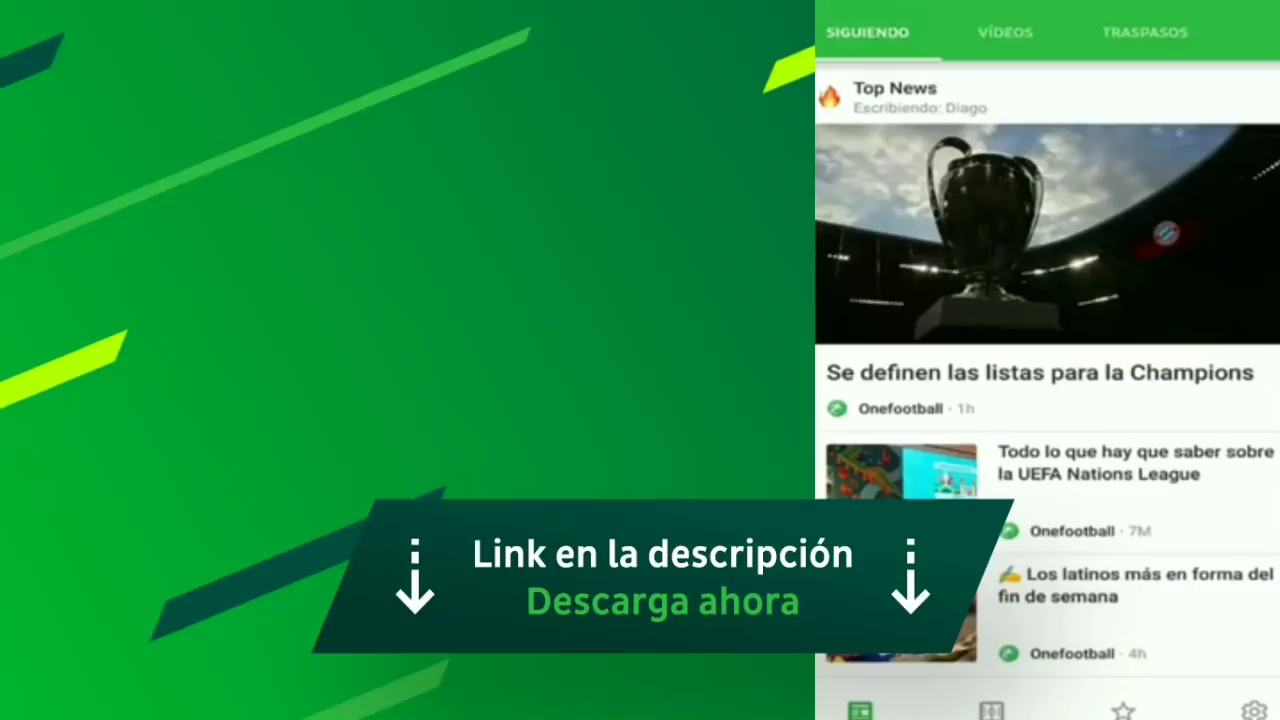 SIGUIENDO
VÍDEOS
TRASPASOS
Top News
Escribiendo: Diago
Se definen las listas para la Champions
Onefootball · 1h
Todo lo que hay que saber sobre
la UEFA Nations League
Onefootball · 7M
Los latinos más en forma del
fin de semana
Onefootball · 4h
Link en la descripción
Descarga ahora